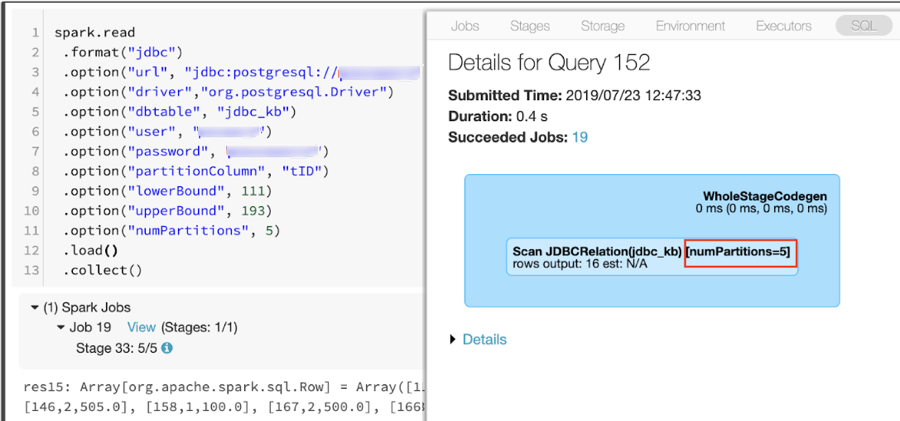 1 spark.read
2 .format("jdbc")
3 .option("url", "jdbc:postgresql://
4 .option("driver","org.postgresql.Driver")
5 .option("dbtable", "jdbc_kb")
6 .option("user", " ")
7 .option("password", " ")
8 .option("partitionColumn", "tID")
9 .option("lowerBound", 111)
10 .option("upperBound", 193)
11 .option("numPartitions", 5)
12 .load()
13 .collect()
(1) Spark Jobs
Job 19 View (Stages: 1/1)
Stage 33: 5/5
res15: Array[org.apache.spark.sql.Row] = Array([1
[146,2,505.0], [158,1,100.0], [167,2,500.0], [166
Jobs Stages Storage Environment Executors SQL
Details for Query 152
Submitted Time: 2019/07/23 12:47:33
Duration: 0.4 s
Succeeded Jobs: 19
WholeStageCodegen
0 ms (0 ms, 0 ms, 0 ms)
Scan JDBCRelation(jdbc_kb) [numPartitions=5]
rows output: 16 est: N/A
Details